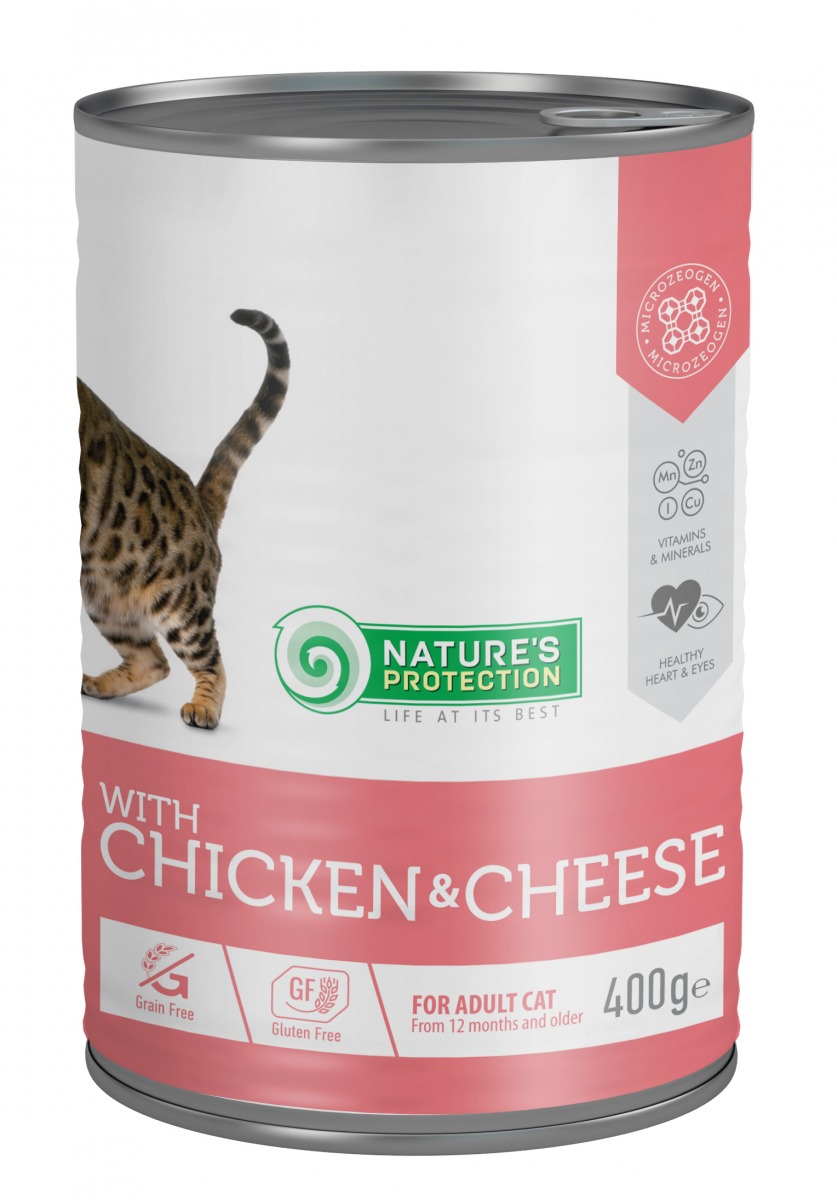 MICROZEOGEN • MICROZEOGEN •
Mn Zn
I Cu
VITAMINS
& MINERALS
HEALTHY
HEART & EYES
NATURE'S
PROTECTION
LIFE AT ITS BEST
WITH
CHICKEN & CHEESE
G
Grain Free
GF
Gluten Free
FOR ADULT CAT
From 12 months and older
400g℮